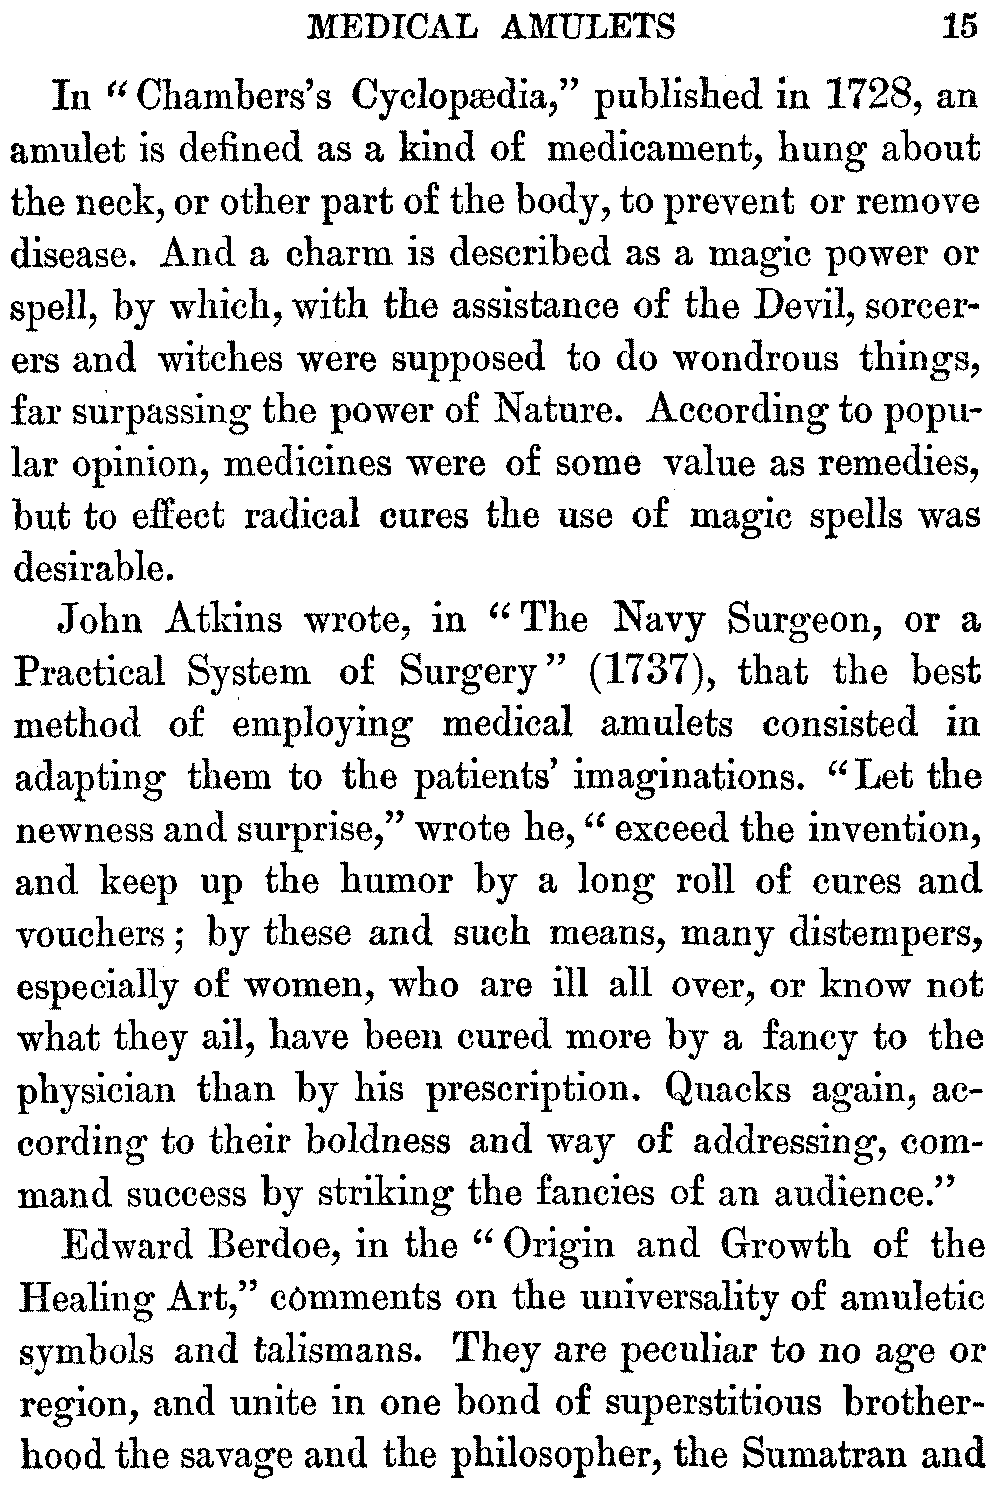 MEDICAL AMULETS 15
In “Chambers’s Cyclopædia,” published in 1728, an
amulet is defined as a kind of medicament, hung about
the neck, or other part of the body, to prevent or remove
disease. And a charm is described as a magic power or
spell, by which, with the assistance of the Devil, sorcer-
ers and witches were supposed to do wondrous things,
far surpassing the power of Nature. According to popu-
lar opinion, medicines were of some value as remedies,
but to effect radical cures the use of magic spells was
desirable.
John Atkins wrote, in “The Navy Surgeon, or a
Practical System of Surgery” (1737), that the best
method of employing medical amulets consisted in
adapting them to the patients’ imaginations. “Let the
newness and surprise,” wrote he, “exceed the invention,
and keep up the humor by a long roll of cures and
vouchers; by these and such means, many distempers,
especially of women, who are ill all over, or know not
what they ail, have been cured more by a fancy to the
physician than by his prescription. Quacks again, ac-
cording to their boldness and way of addressing, com-
mand success by striking the fancies of an audience.”
Edward Berdoe, in the “Origin and Growth of the
Healing Art,” comments on the universality of amuletic
symbols and talismans. They are peculiar to no age or
region, and unite in one bond of superstitious brother-
hood the savage and the philosopher, the Sumatran and